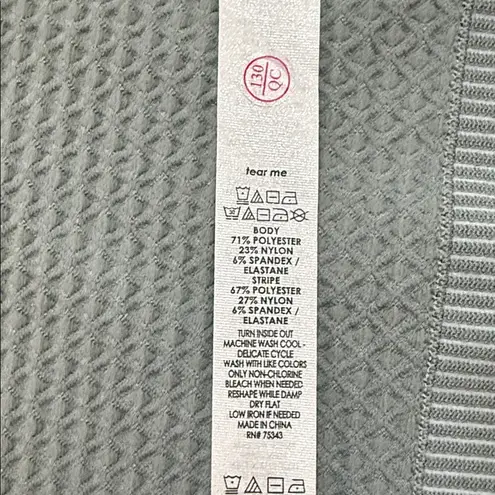 130
QC
tear me
BODY
71% POLYESTER
23% NYLON
6% SPANDEX /
ELASTANE
STRIPE
67% POLYESTER
27% NYLON
6% SPANDEX /
ELASTANE
TURN INSIDE OUT
MACHINE WASH COOL-
DELICATE CYCLE
WASH WITH LIKE COLORS
ONLY NON-CHLORINE
BLEACH WHEN NEEDED
RESHAPE WHILE DAMP
DRY FLAT
LOW IRON IF NEEDED
MADE IN CHINA
RN# 75343